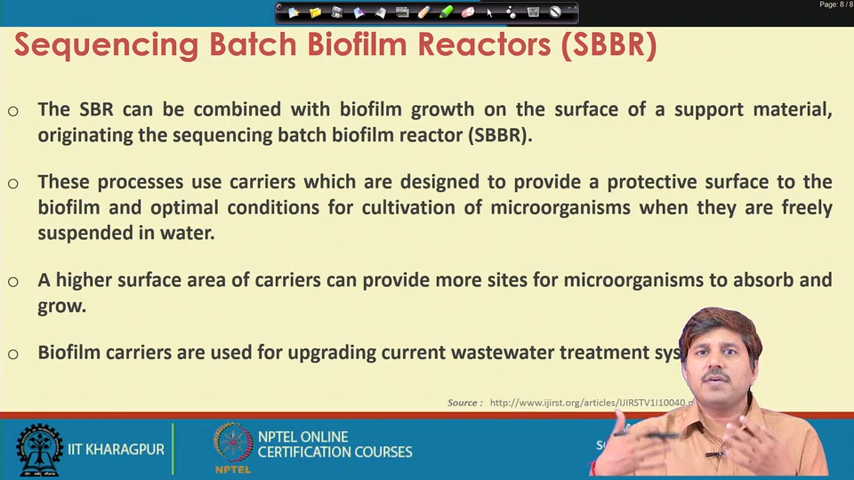 Page: 8 / 8
Sequencing Batch Biofilm Reactors (SBBR)
o The SBR can be combined with biofilm growth on the surface of a support material,
originating the sequencing batch biofilm reactor (SBBR).
o These processes use carriers which are designed to provide a protective surface to the
biofilm and optimal conditions for cultivation of microorganisms when they are freely
suspended in water.
o A higher surface area of carriers can provide more sites for microorganisms to absorb and
grow.
o Biofilm carriers are used for upgrading current wastewater treatment
Source : http://www.ijirst.org/articles/IJIRSTV1I10040.
IIT KHARAGPUR
NPTEL
NPTEL ONLINE
CERTIFICATION COURSES